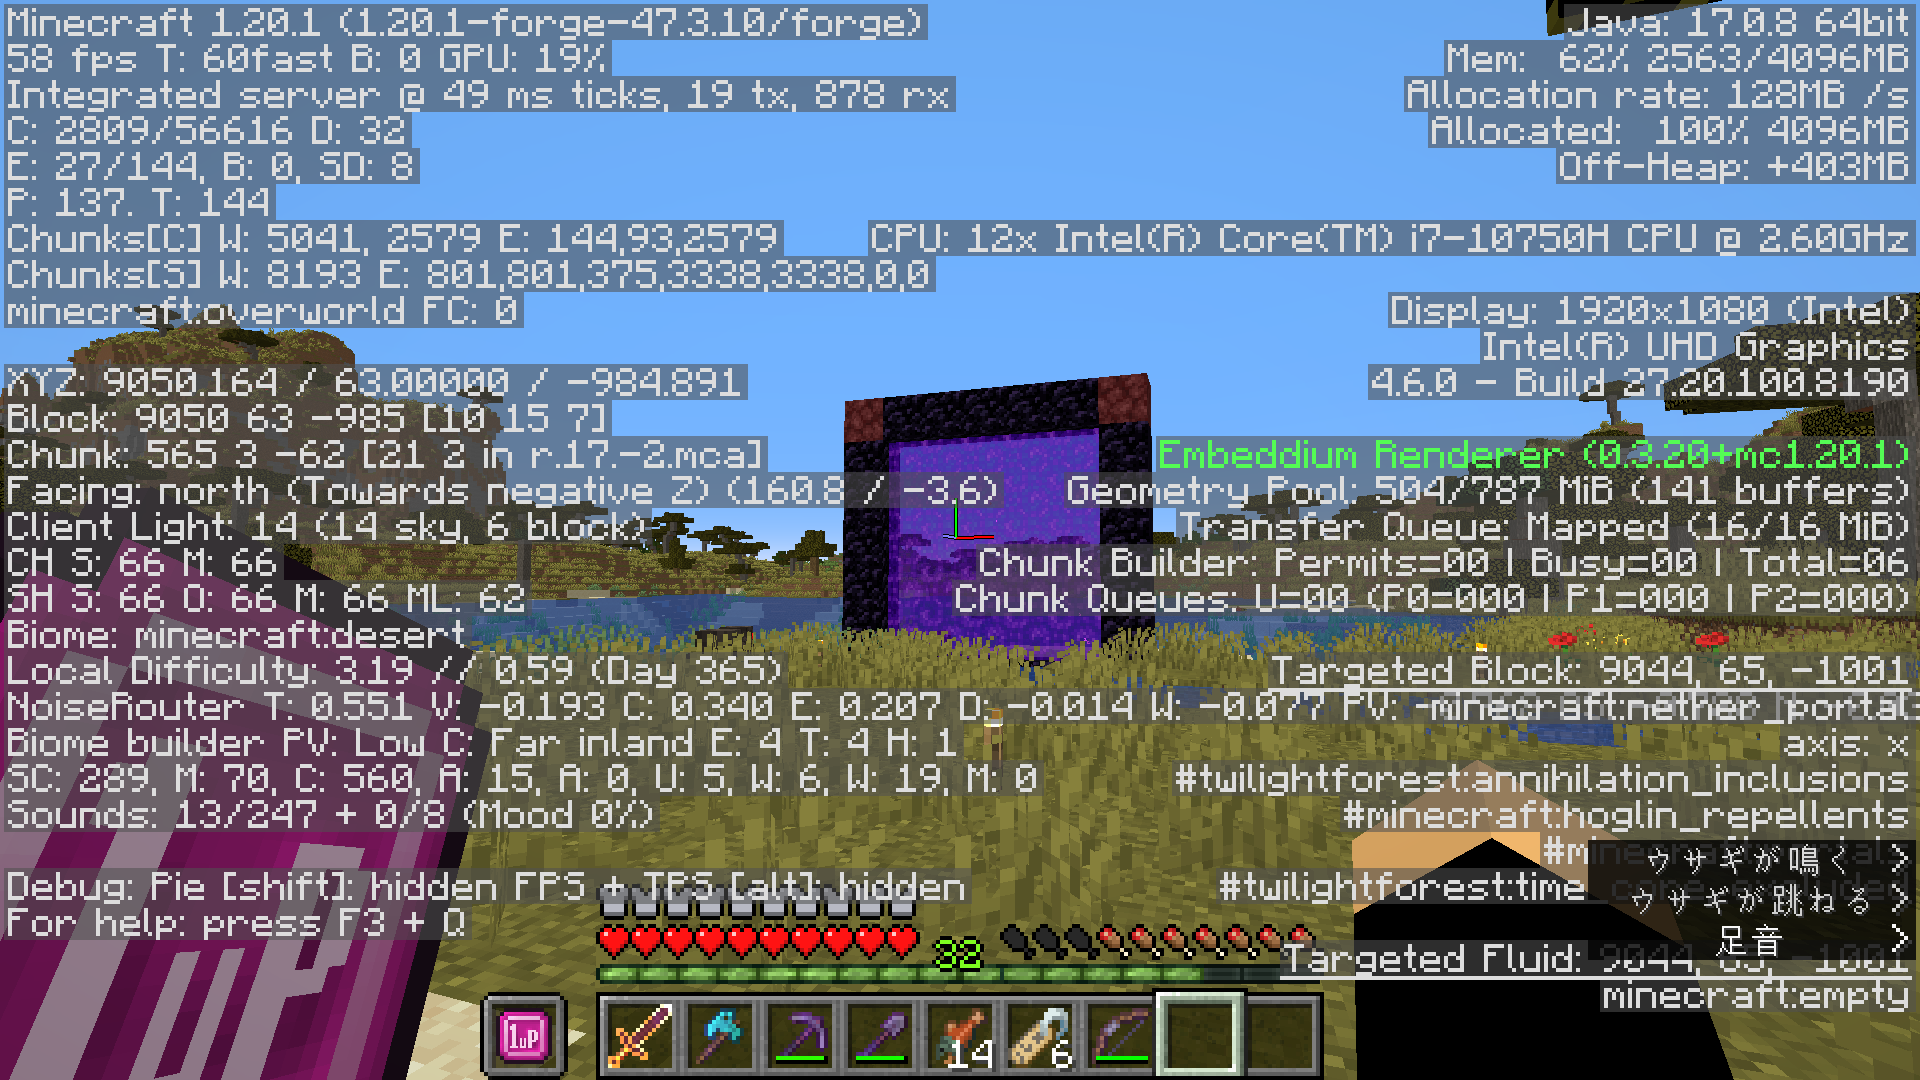 Minecraft 1.20.1 (1.20.1-forge-47.3.10/forge)
58 fps T: 60fast B: 0 GPU: 19%
Integrated server @ 49 ms ticks, 19 tx, 878 rx
C: 2809/56616 D: 32
E: 27/144, B: 0, SD: 8
P: 137. T: 144
Chunks[C] W: 5041, 2579 E: 144,93,2579
Chunks[S] W: 8193 E: 801,801,375,3338,3338,0,0
minecraft:overworld FC: 0
XYZ: 9050.164 / 63.00000 / -984.891
Block: 9050 63 -985 [10 15 7]
Chunk: 565 3 -62 [21 2 in r.17.-2.mca]
Facing: north (Towards negative Z) (160.8 / -3.6)
Client Light: 14 (14 sky, 6 block)
CH S: 66 M: 66
SH S: 66 O: 66 M: 66 ML: 62
Biome: minecraft:desert
Local Difficulty: 3.19 // 0.59 (Day 365)
NoiseRouter T: 0.551 V: -0.193 C: 0.340 E: 0.207 D: -0.014 W: -0.077 PV:
Biome builder PV: Low C: Far inland E: 4 T: 4 H: 1
SC: 289, M: 70, C: 560, A: 15, A: 0, U: 5, W: 6, W: 19, M: 0
Sounds: 13/247 + 0/8 (Mood 0%)
Debug: Pie [shift]: hidden FPS + TPS [alt]: hidden
For help: press F3 + Q
Java: 17.0.8 64bit
Mem: 62% 2563/4096MB
Allocation rate: 128MB /s
Allocated: 100% 4096MB
Off-Heap: +403MB
CPU: 12x Intel(R) Core(TM) i7-10750H CPU @ 2.60GHz
Display: 1920x1080 (Intel)
Intel(R) UHD Graphics
4.6.0 - Build 27.20.100.8190
Embeddium Renderer (0.3.20+mc1.20.1)
Geometry Pool: 504/787 MiB (141 buffers)
Transfer Queue: Mapped (16/16 MiB)
Chunk Builder: Permits=00 | Busy=00 | Total=06
Chunk Queues: U=00 (P0=000 | P1=000 | P2=000)
Targeted Block: 9044, 65, -1001
minecraft:nether_portal
axis: x
#twilightforest:annihilation_inclusions
#minecraft:hoglin_repellents
#twilightforest:time
ウサギが鳴く >
ウサギが跳ねる >
足音 >
Targeted Fluid: 9044, 65, -1001
minecraft:empty
32
1uP
1uP
14
6